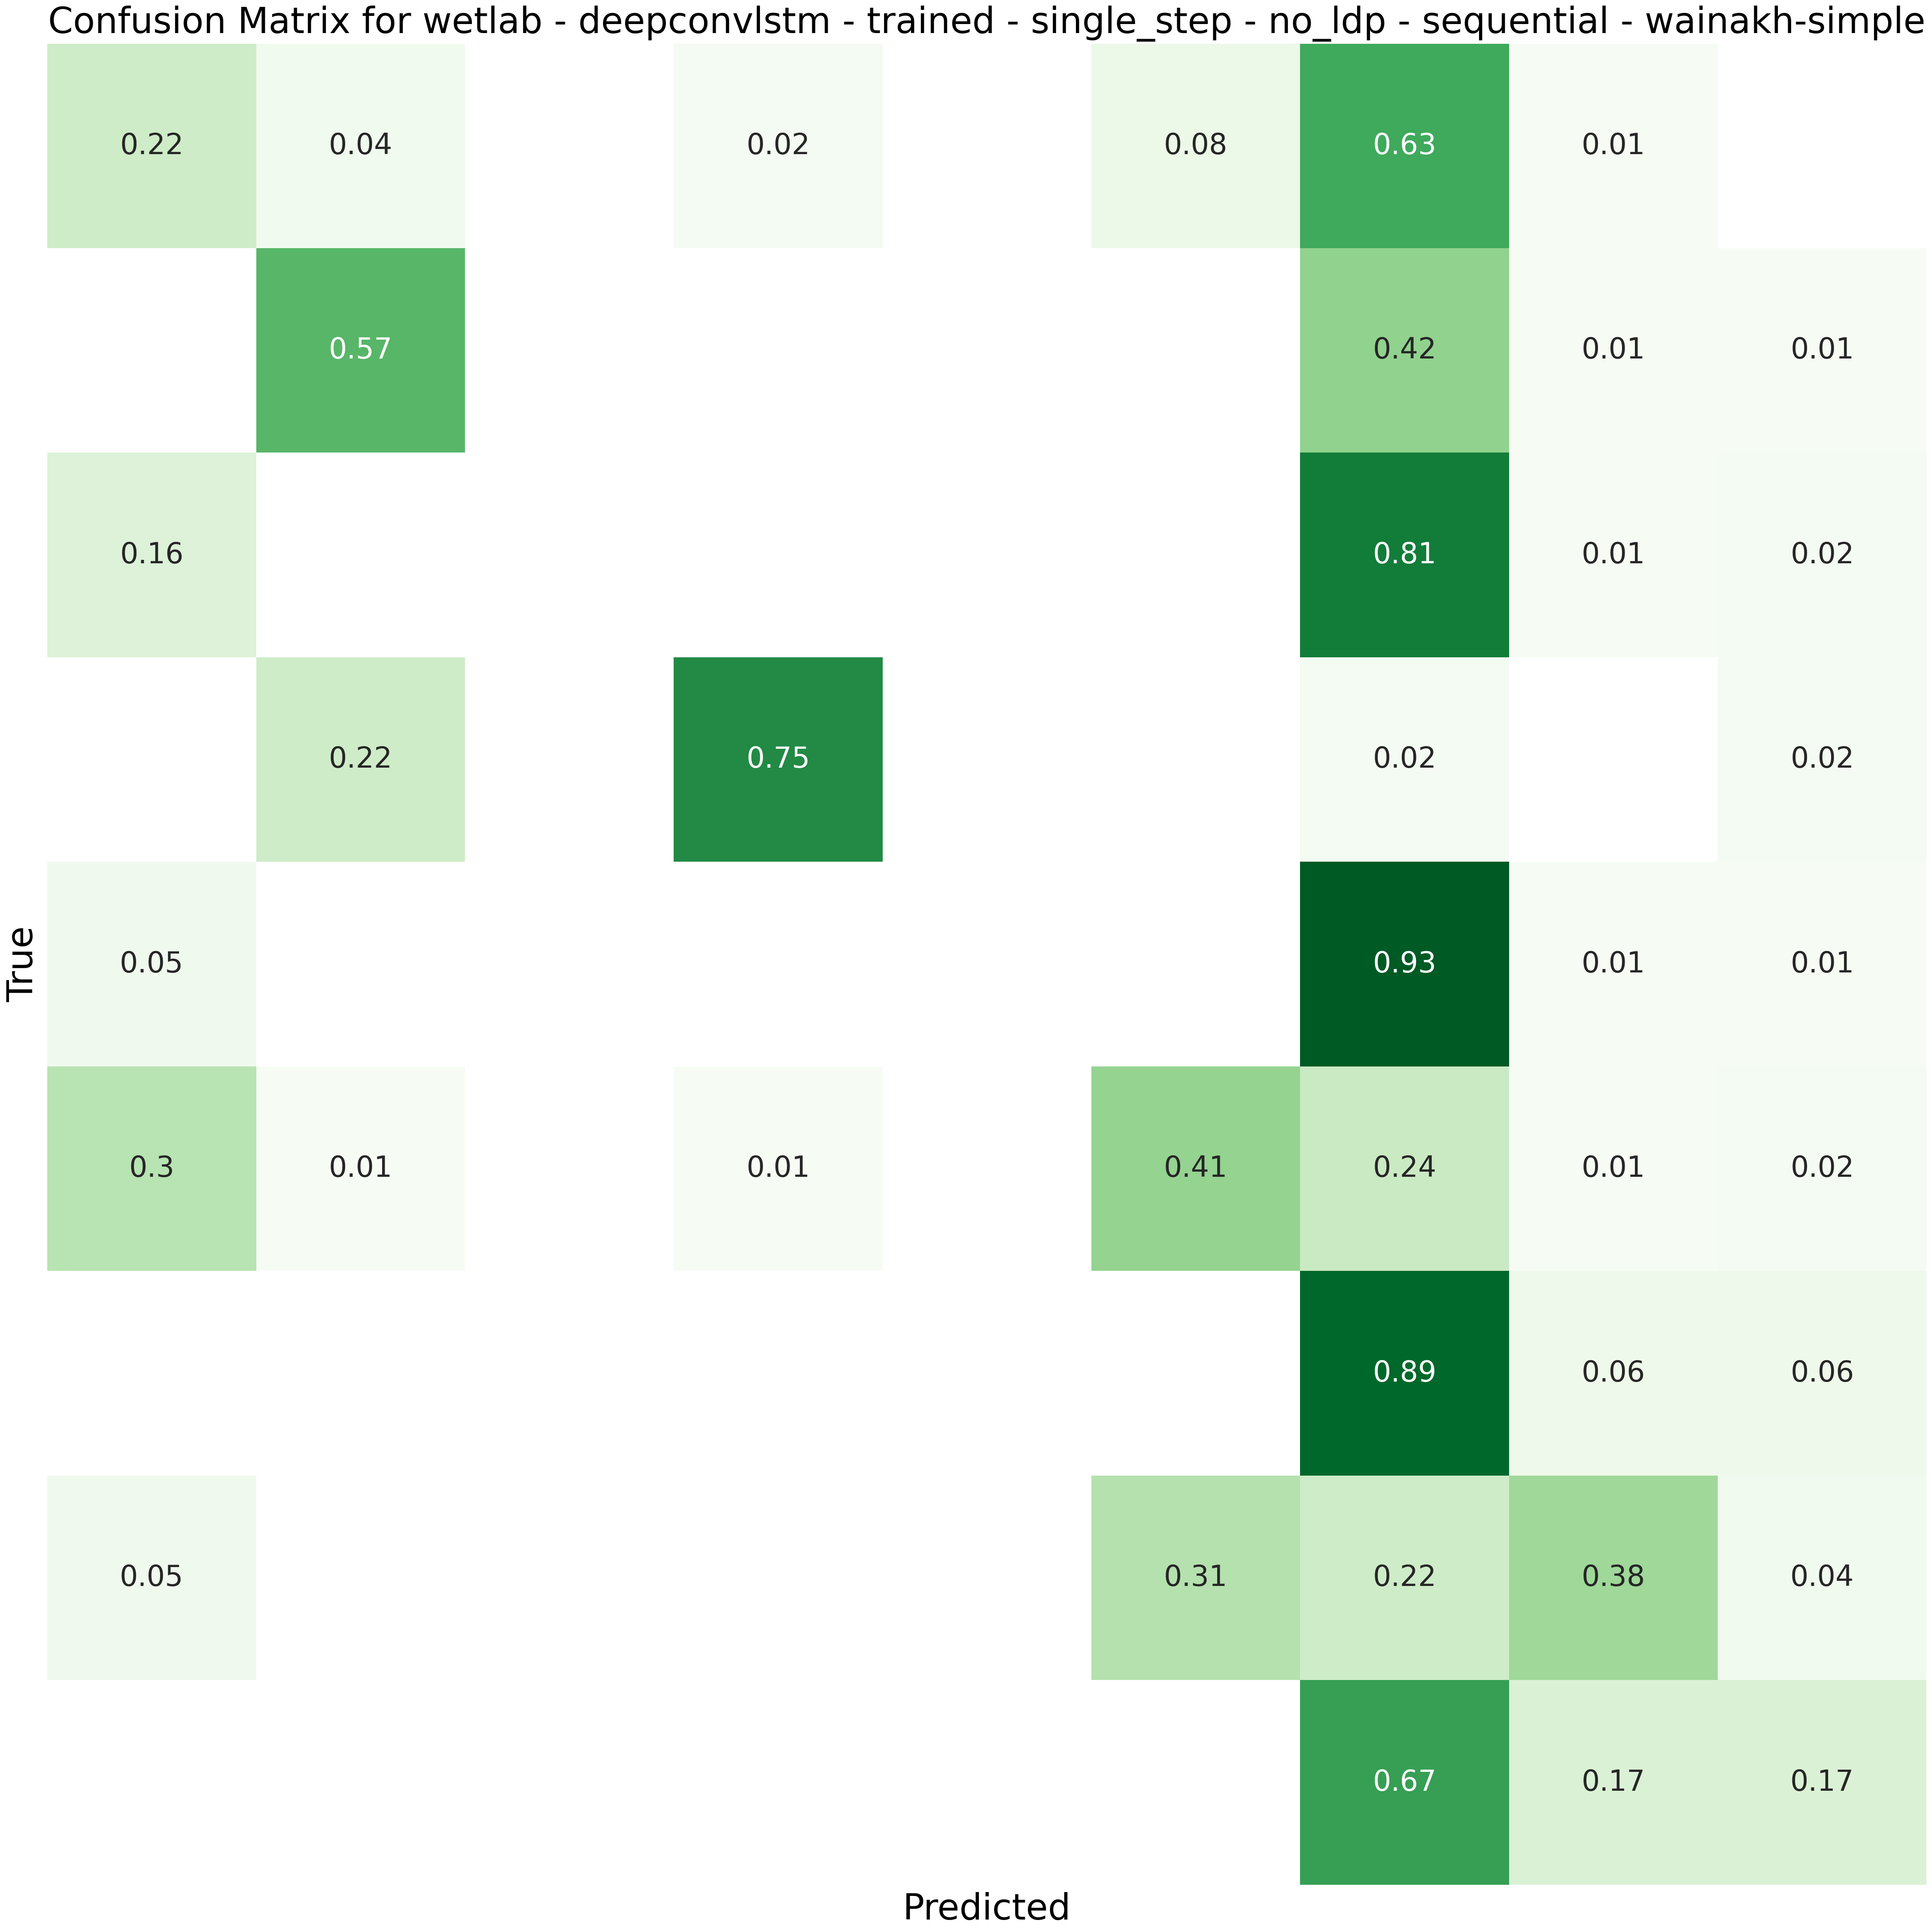 Confusion Matrix for wetlab - deepconvlstm - trained - single_step - no_ldp - sequential - wainakh-simple
0.22 0.04 0.02 0.08 0.63 0.01
0.57 0.42 0.01 0.01
0.16 0.81 0.01 0.02
0.22 0.75 0.02 0.02
True
0.05 0.93 0.01 0.01
0.3 0.01 0.01 0.41 0.24 0.01 0.02
0.89 0.06 0.06
0.05 0.31 0.22 0.38 0.04
0.67 0.17 0.17
Predicted